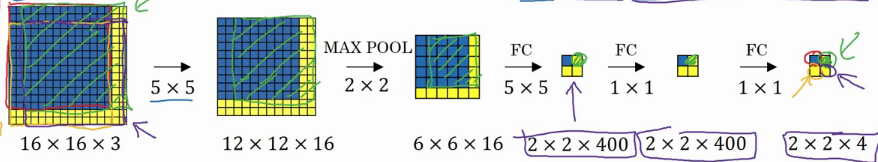 MAX POOL FC FC FC
5 × 5 2 × 2 5 × 5 1 × 1 1 × 1
16 × 16 × 3 12 × 12 × 16 6 × 6 × 16 2 × 2 × 400 2 × 2 × 400 2 × 2 × 4